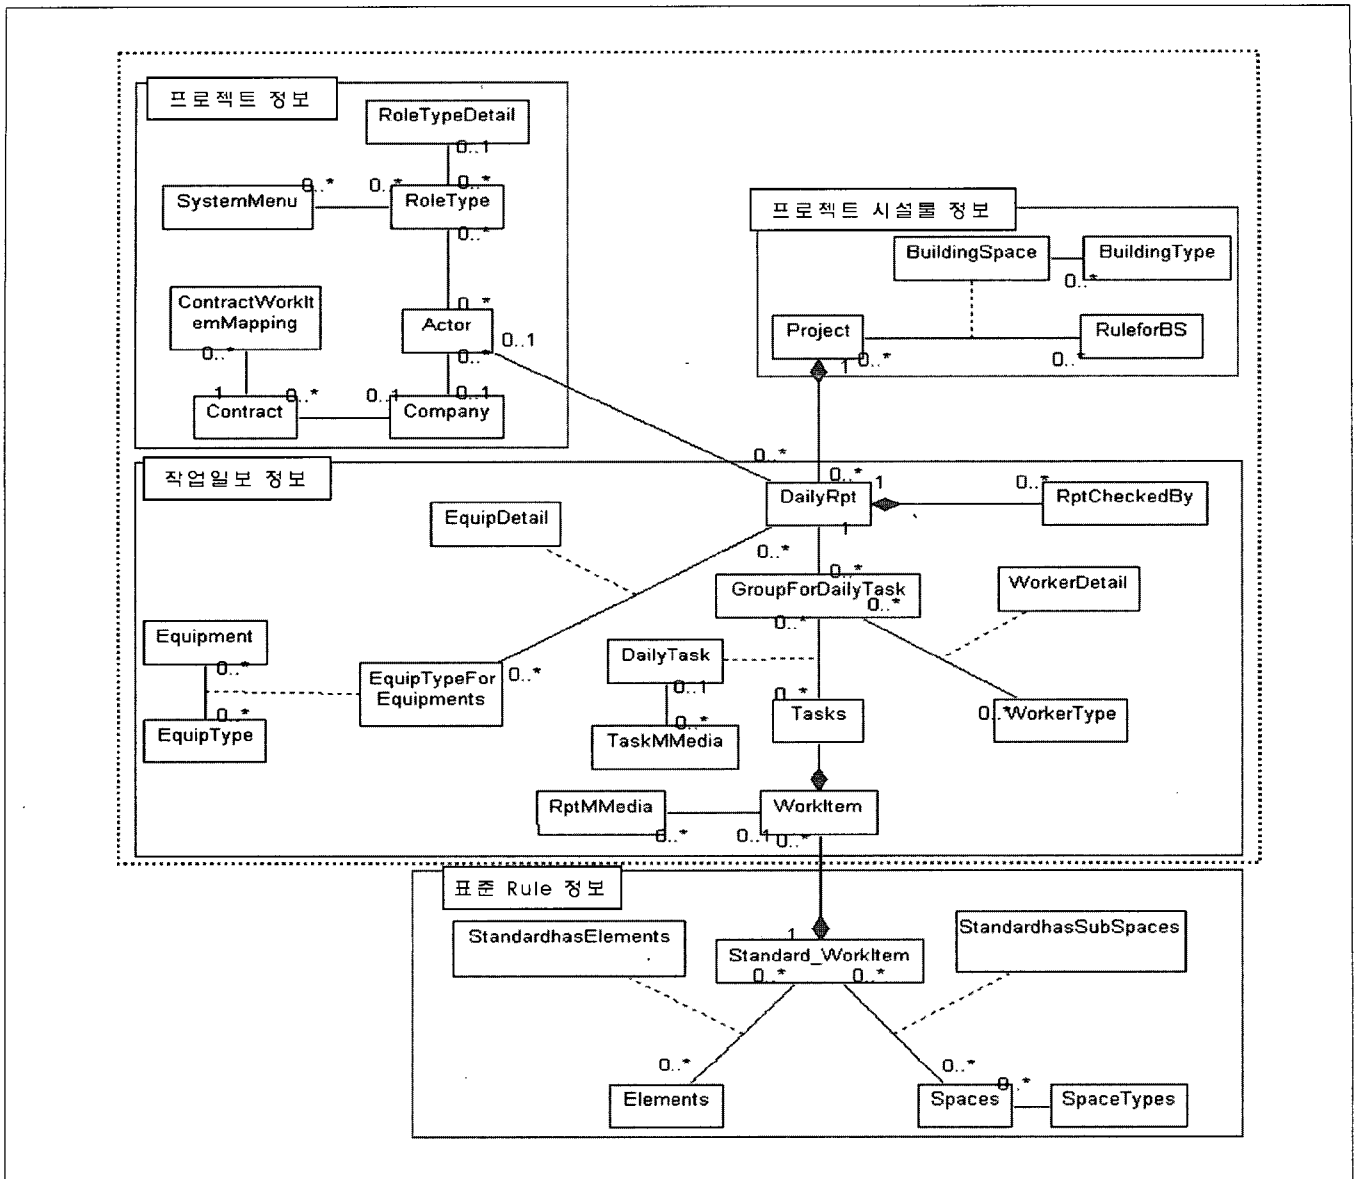 프로젝트 정보
RoleTypeDetail
0..1
0..*
0..*
0..*
SystemMenu
RoleType
0..*
ContractWorkIt
emMapping
0..*
Actor
0..1
0..*
0..*
1
0..*
0..1
0..1
Contract
Company
프로젝트 시설물 정보
BuildingSpace
BuildingType
0..*
Project
RuleforBS
1
0..*
0..*
작업일보 정보
0..*
0..*
1
0..*
DailyRpt
RptCheckedBy
EquipDetail
1
0..*
0..*
GroupForDailyTask
0..*
WorkerDetail
0..*
Equipment
DailyTask
0..*
EquipTypeFor
Equipments
0..*
0..1
0..*
0..*
EquipType
0..*
TaskMMedia
Tasks
0..*
WorkerType
RptMMedia
WorkItem
0..*
0..1
0..*
표준 Rule 정보
StandardhasElements
StandardhasSubSpaces
1
Standard_WorkItem
0..*
0..*
0..*
0..*
0..*
Elements
Spaces
SpaceTypes